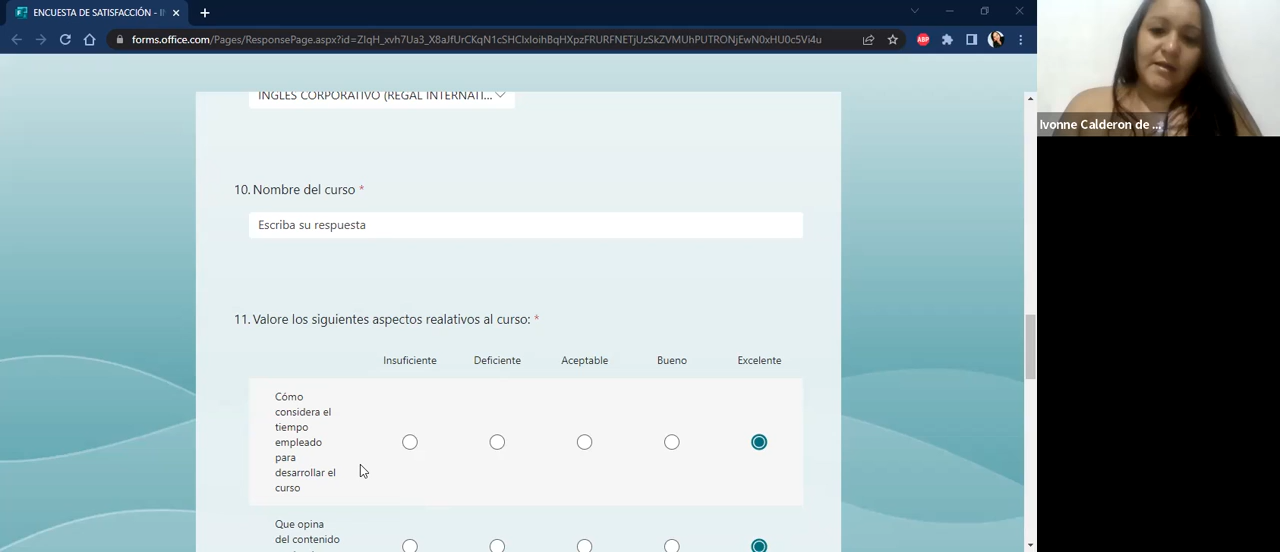 ENCUESTA DE SATISFACCIÓN - I
forms.office.com/Pages/ResponsePage.aspx?id=ZIqH_xvh7Ua3_X8aJfUrCKqN1cSHClxIoihBqHXpzFRURFNETjUzSkZVMUhPUTRONjEwN0xHU0c5Vi4u
ABP
Ivonne Calderon de ...
INGLES CORPORATIVO (REGAL INTERNATI...
10. Nombre del curso *
Escriba su respuesta
11. Valore los siguientes aspectos realativos al curso: *
Insuficiente Deficiente Aceptable Bueno Excelente
Cómo
considera el
tiempo
empleado
para
desarrollar el
curso
Que opina
del contenido